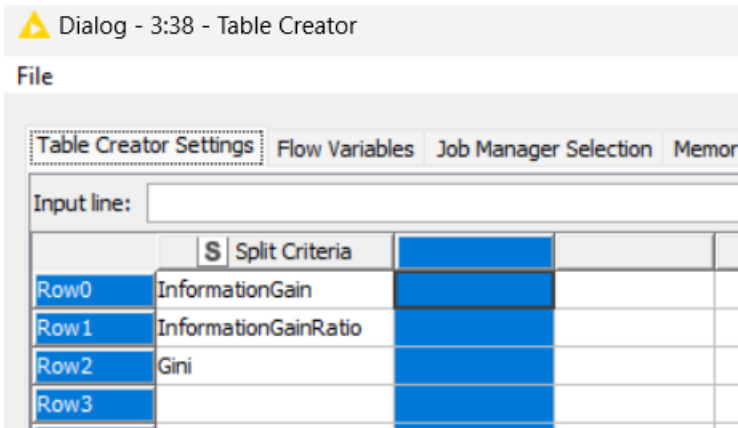 Dialog - 3:38 - Table Creator
File
Table Creator Settings Flow Variables Job Manager Selection Memor
Input line:
S Split Criteria
Row0 InformationGain
Row1 InformationGainRatio
Row2 Gini
Row3